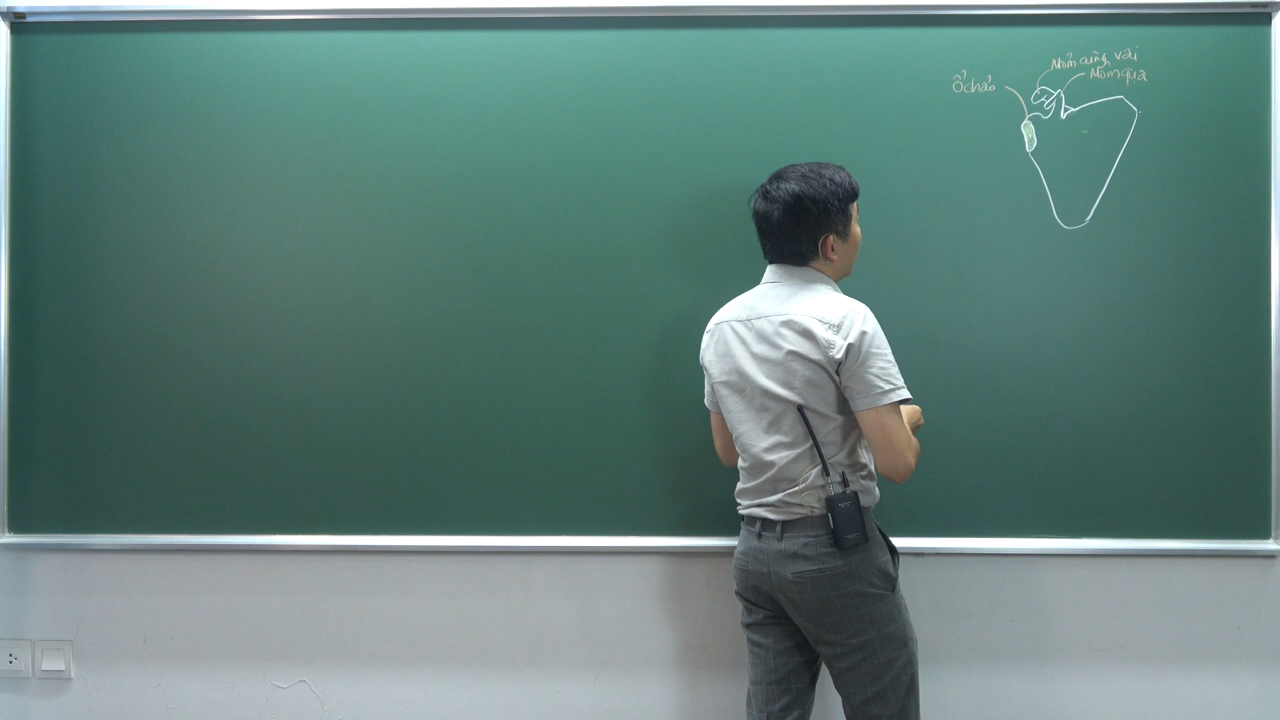 Mỏm cùng vai
Mỏm quạ
Ổ chảo